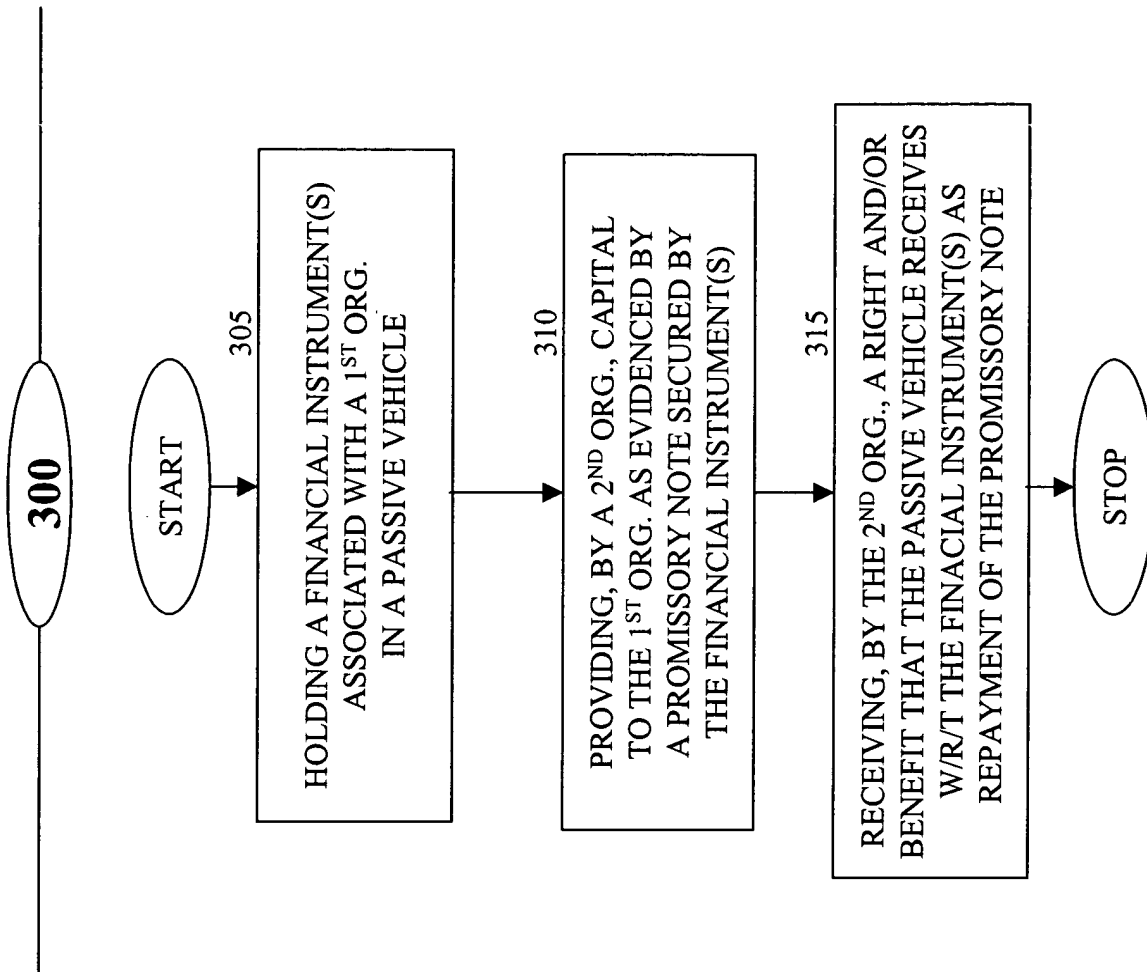 300
START
305
HOLDING A FINANCIAL INSTRUMENT(S)
ASSOCIATED WITH A 1ST ORG.
IN A PASSIVE VEHICLE
310
PROVIDING, BY A 2ND ORG., CAPITAL
TO THE 1ST ORG. AS EVIDENCED BY
A PROMISSORY NOTE SECURED BY
THE FINANCIAL INSTRUMENT(S)
315
RECEIVING, BY THE 2ND ORG., A RIGHT AND/OR
BENEFIT THAT THE PASSIVE VEHICLE RECEIVES
W/R/T THE FINACIAL INSTRUMENT(S) AS
REPAYMENT OF THE PROMISSORY NOTE
STOP